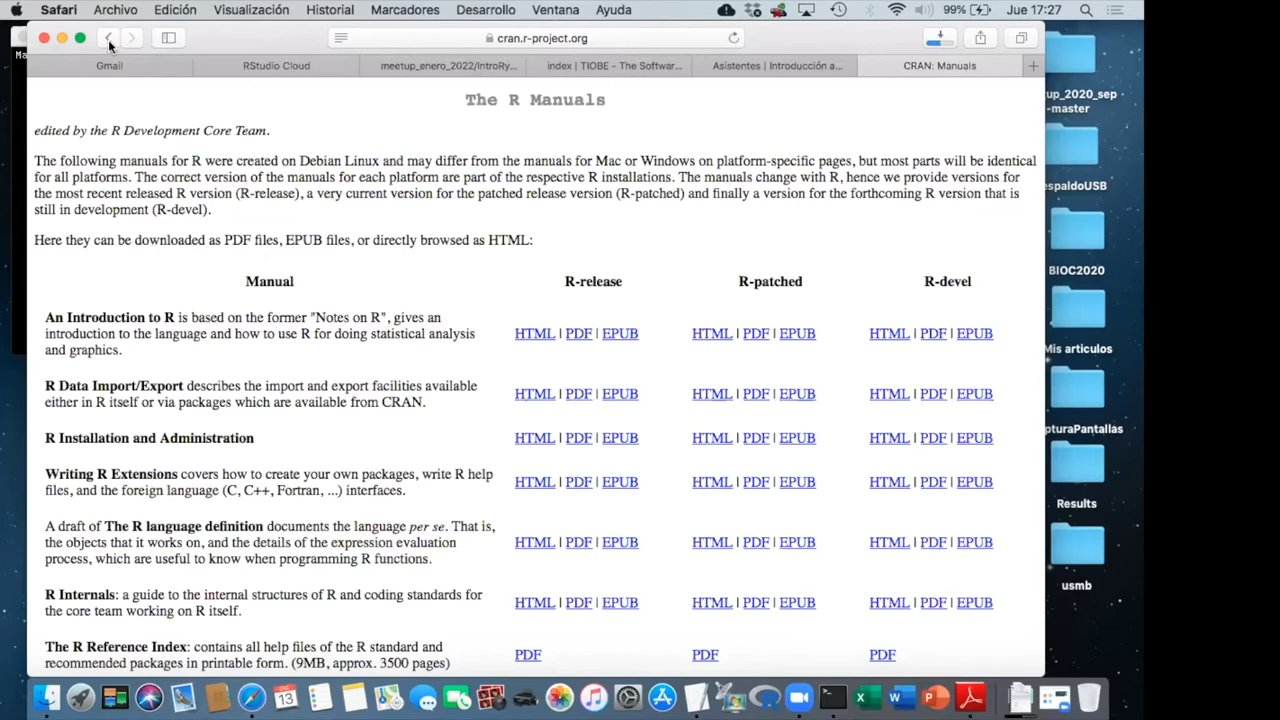 Safari Archivo Edición Visualización Historial Marcadores Desarrollo Ventana Ayuda 99% Jue 17:27
cran.r-project.org
Gmail RStudio Cloud meetup_enero_2022/IntroRy... index | TIOBE - The Softwar... Asistentes | Introducción a... CRAN: Manuals
The R Manuals
edited by the R Development Core Team.
The following manuals for R were created on Debian Linux and may differ from the manuals for Mac or Windows on platform-specific pages, but most parts will be identical
for all platforms. The correct version of the manuals for each platform are part of the respective R installations. The manuals change with R, hence we provide versions for
the most recent released R version (R-release), a very current version for the patched release version (R-patched) and finally a version for the forthcoming R version that is
still in development (R-devel).
Here they can be downloaded as PDF files, EPUB files, or directly browsed as HTML:
Manual R-release R-patched R-devel
An Introduction to R is based on the former "Notes on R", gives an
introduction to the language and how to use R for doing statistical analysis
and graphics.
HTML | PDF | EPUB HTML | PDF | EPUB HTML | PDF | EPUB
R Data Import/Export describes the import and export facilities available
either in R itself or via packages which are available from CRAN.
HTML | PDF | EPUB HTML | PDF | EPUB HTML | PDF | EPUB
R Installation and Administration HTML | PDF | EPUB HTML | PDF | EPUB HTML | PDF | EPUB
Writing R Extensions covers how to create your own packages, write R help
files, and the foreign language (C, C++, Fortran, ...) interfaces.
HTML | PDF | EPUB HTML | PDF | EPUB HTML | PDF | EPUB
A draft of The R language definition documents the language per se. That is,
the objects that it works on, and the details of the expression evaluation
process, which are useful to know when programming R functions.
HTML | PDF | EPUB HTML | PDF | EPUB HTML | PDF | EPUB
R Internals: a guide to the internal structures of R and coding standards for
the core team working on R itself.
HTML | PDF | EPUB HTML | PDF | EPUB HTML | PDF | EPUB
The R Reference Index: contains all help files of the R standard and
recommended packages in printable form. (9MB, approx. 3500 pages)
PDF PDF PDF
Ma
up_2020_sep
-master
espaldoUSB
BIOC2020
Mis articulos
pturaPantallas
Results
usmb
13